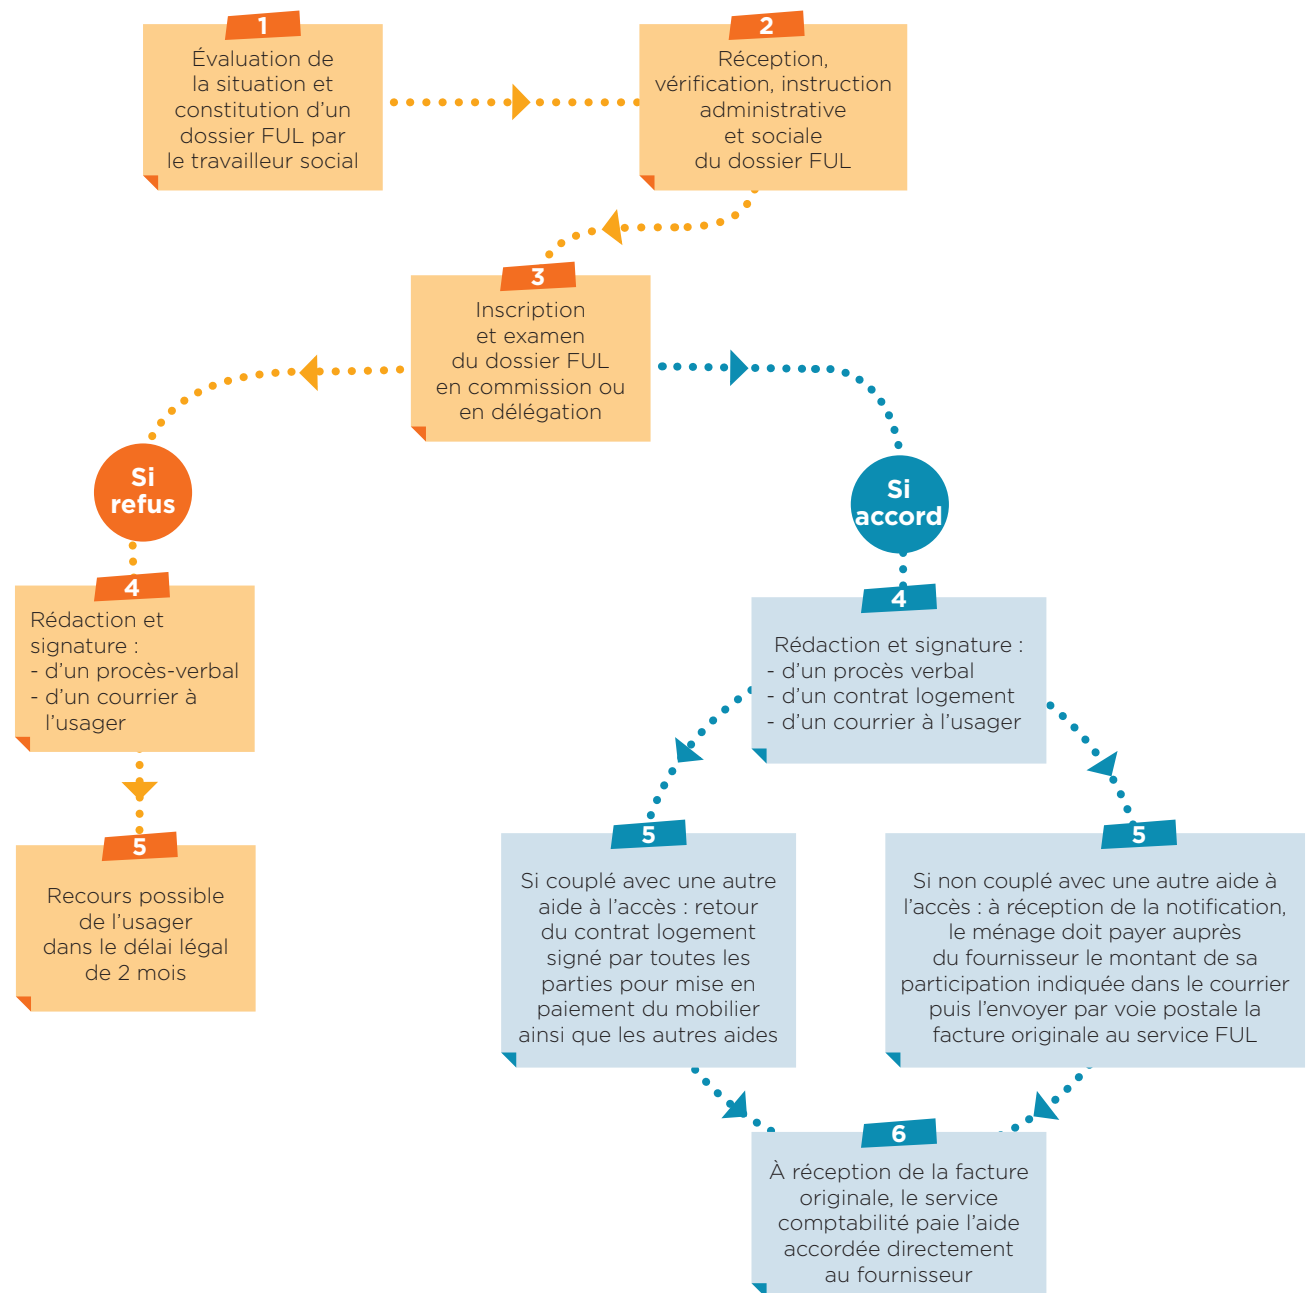 1
Évaluation de
la situation et
constitution d'un
dossier FUL par
le travailleur social
2
Réception,
vérification, instruction
administrative
et sociale
du dossier FUL
3
Inscription
et examen
du dossier FUL
en commission ou
en délégation
Si
refus
Si
accord
4
Rédaction et
signature :
- d'un procès-verbal
- d'un courrier à
l'usager
4
Rédaction et signature :
- d'un procès verbal
- d'un contrat logement
- d'un courrier à l'usager
5
Recours possible
de l'usager
dans le délai légal
de 2 mois
5
Si couplé avec une autre
aide à l'accès : retour
du contrat logement
signé par toutes les
parties pour mise en
paiement du mobilier
ainsi que les autres aides
5
Si non couplé avec une autre aide à
l'accès : à réception de la notification,
le ménage doit payer auprès
du fournisseur le montant de sa
participation indiquée dans le courrier
puis l'envoyer par voie postale la
facture originale au service FUL
6
À réception de la facture
originale, le service
comptabilité paie l'aide
accordée directement
au fournisseur